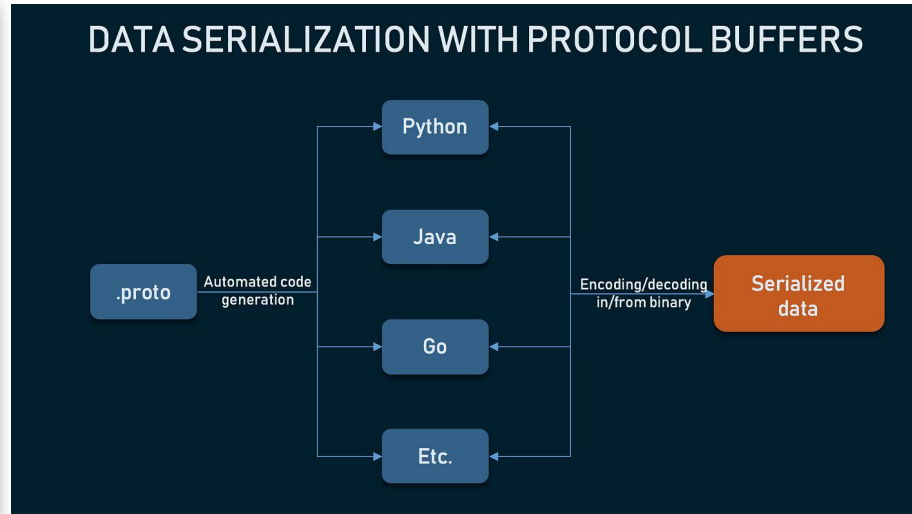 DATA SERIALIZATION WITH PROTOCOL BUFFERS
Python
Java
.proto
Automated code
generation
Encoding/decoding
in/from binary
Serialized
data
Go
Etc.